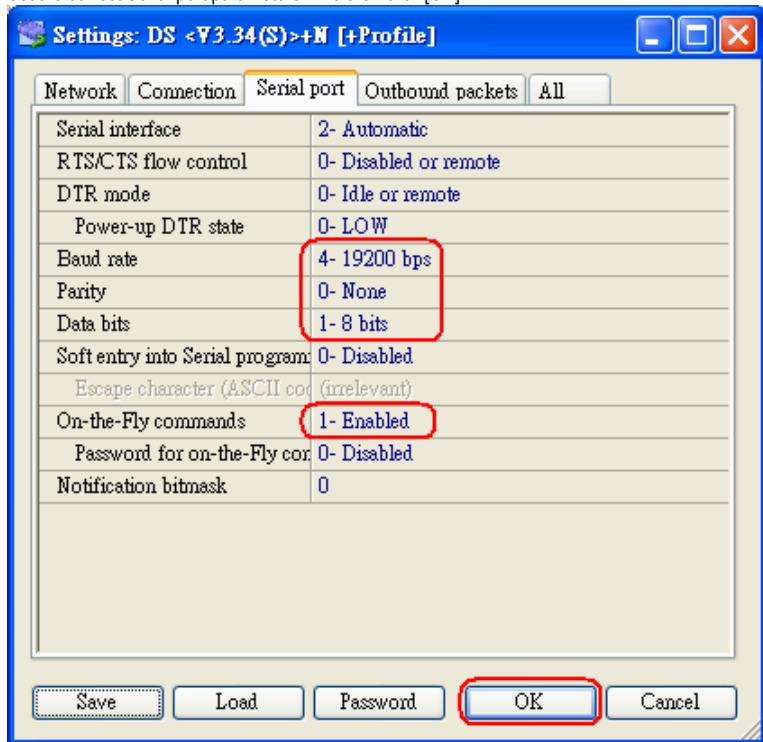 Settings: DS <V3.34(S)>+N [+Profile]
Network Connection Serial port Outbound packets All
Serial interface 2- Automatic
RTS/CTS flow control 0- Disabled or remote
DTR mode 0- Idle or remote
Power-up DTR state 0- LOW
Baud rate 4- 19200 bps
Parity 0- None
Data bits 1- 8 bits
Soft entry into Serial program 0- Disabled
Escape character (ASCII co (irrelevant)
On-the-Fly commands 1- Enabled
Password for on-the-Fly co 0- Disabled
Notification bitmask 0
Save Load Password OK Cancel